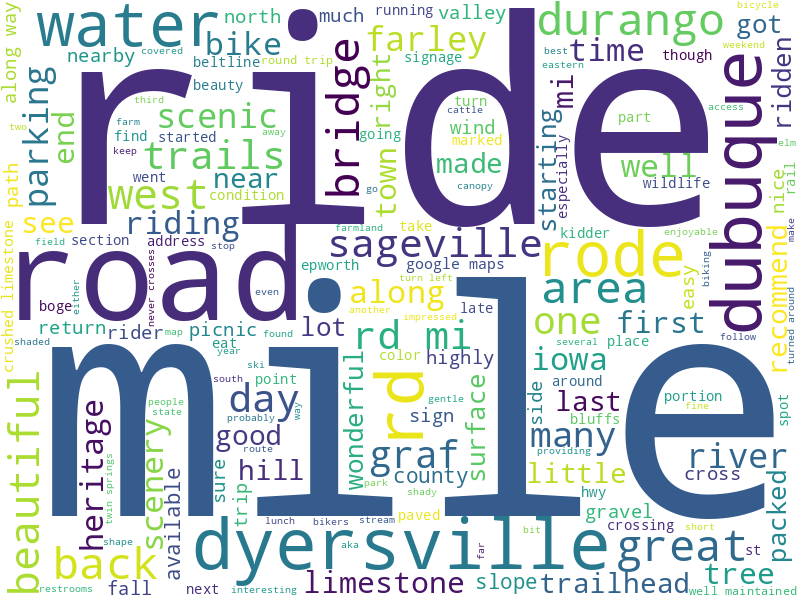 along way
north
much
running
valley
bicycle
water
nearby
bike
covered
beltline
round trip
farley
signage
durango
best
eastern
time
though
got
weekend
beauty
ride
parking
end
scenic
third
farm
keep
find
started
away
trails
went
condition
west
near
bridge
town right
going
turn
wind
marked
cattle
made
canopy
go
mi
starting
especially
part
well
wildlife
kidder
farmland
take
dubuque
ridden
access
elm
rail
nice
two
path
see
riding
field
section
address
stop
sageville
rode
enjoyable
biking
make
road
never crosses
epworth
google maps
turn left
area
easy
recommend
crushed limestone
boge
either
even
along
another
impressed
late
one
first
follow
turned around
shaded
return
map
rider
picnic
found
lot
eat
year
rd mi
color
highly
iowa
several
place
mile
beautiful
people
state
ski
south
day
point
probably
way
route
good
wonderful
rd
sign
gentle
surface
side
around
last
bluffs
many
portion
fine
spot
heritage
twin springs
scenery
available
sure
hill
trip
park
graf
county
shady
providing
little
river
cross
hwy
packed
lunch
bikers
stream
paved
gravel
crossing
short
shape
dyersville
far
bit
great
st
tree
back
restrooms
fall
next
interesting
aka
limestone
slope
trailhead
well maintained